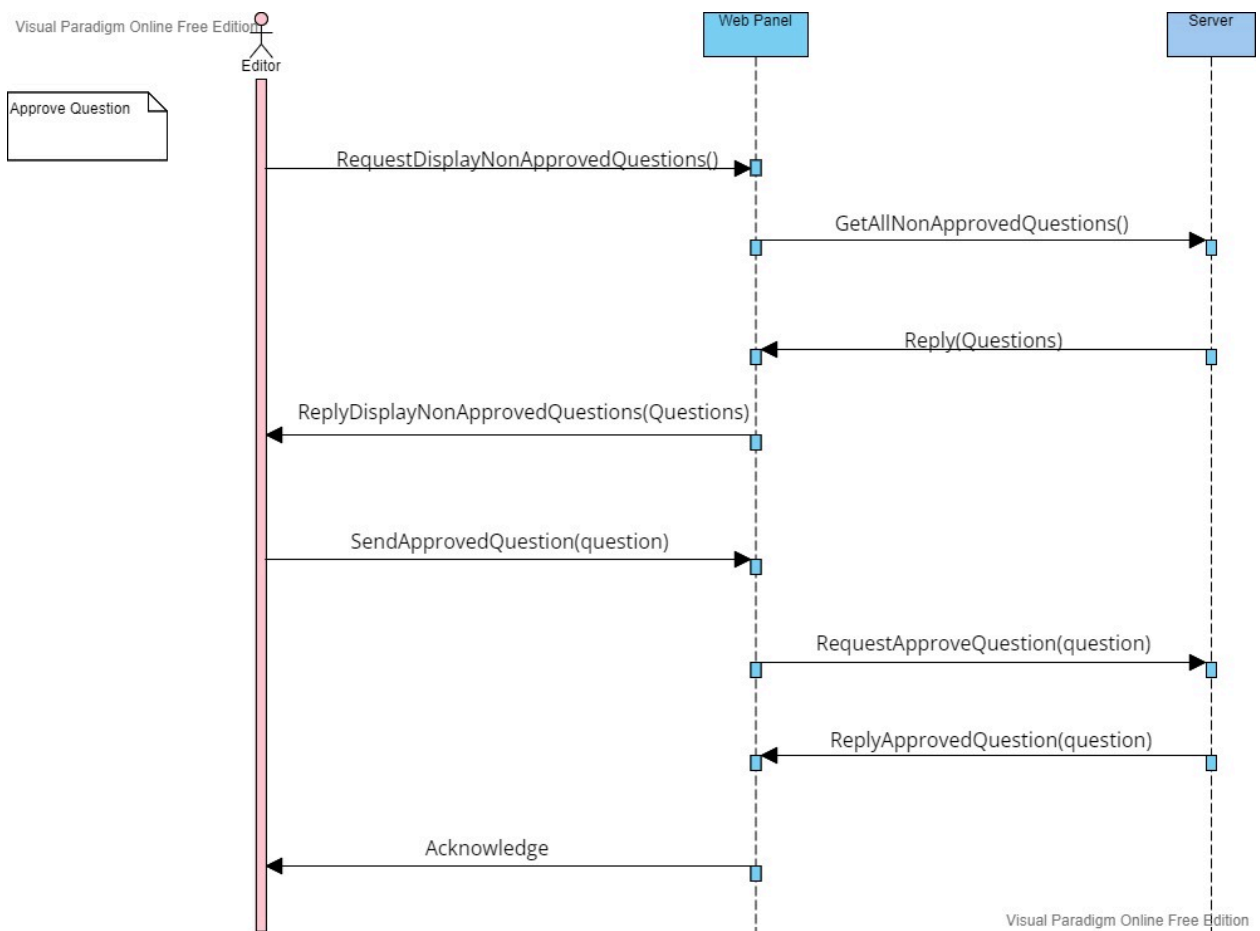 Visual Paradigm Online Free Edition
Web Panel
Server
Editor
Approve Question
RequestDisplayNonApprovedQuestions()
GetAllNonApprovedQuestions()
Reply(Questions)
ReplyDisplayNonApprovedQuestions(Questions)
SendApprovedQuestion(question)
RequestApproveQuestion(question)
ReplyApprovedQuestion(question)
Acknowledge
Visual Paradigm Online Free Edition